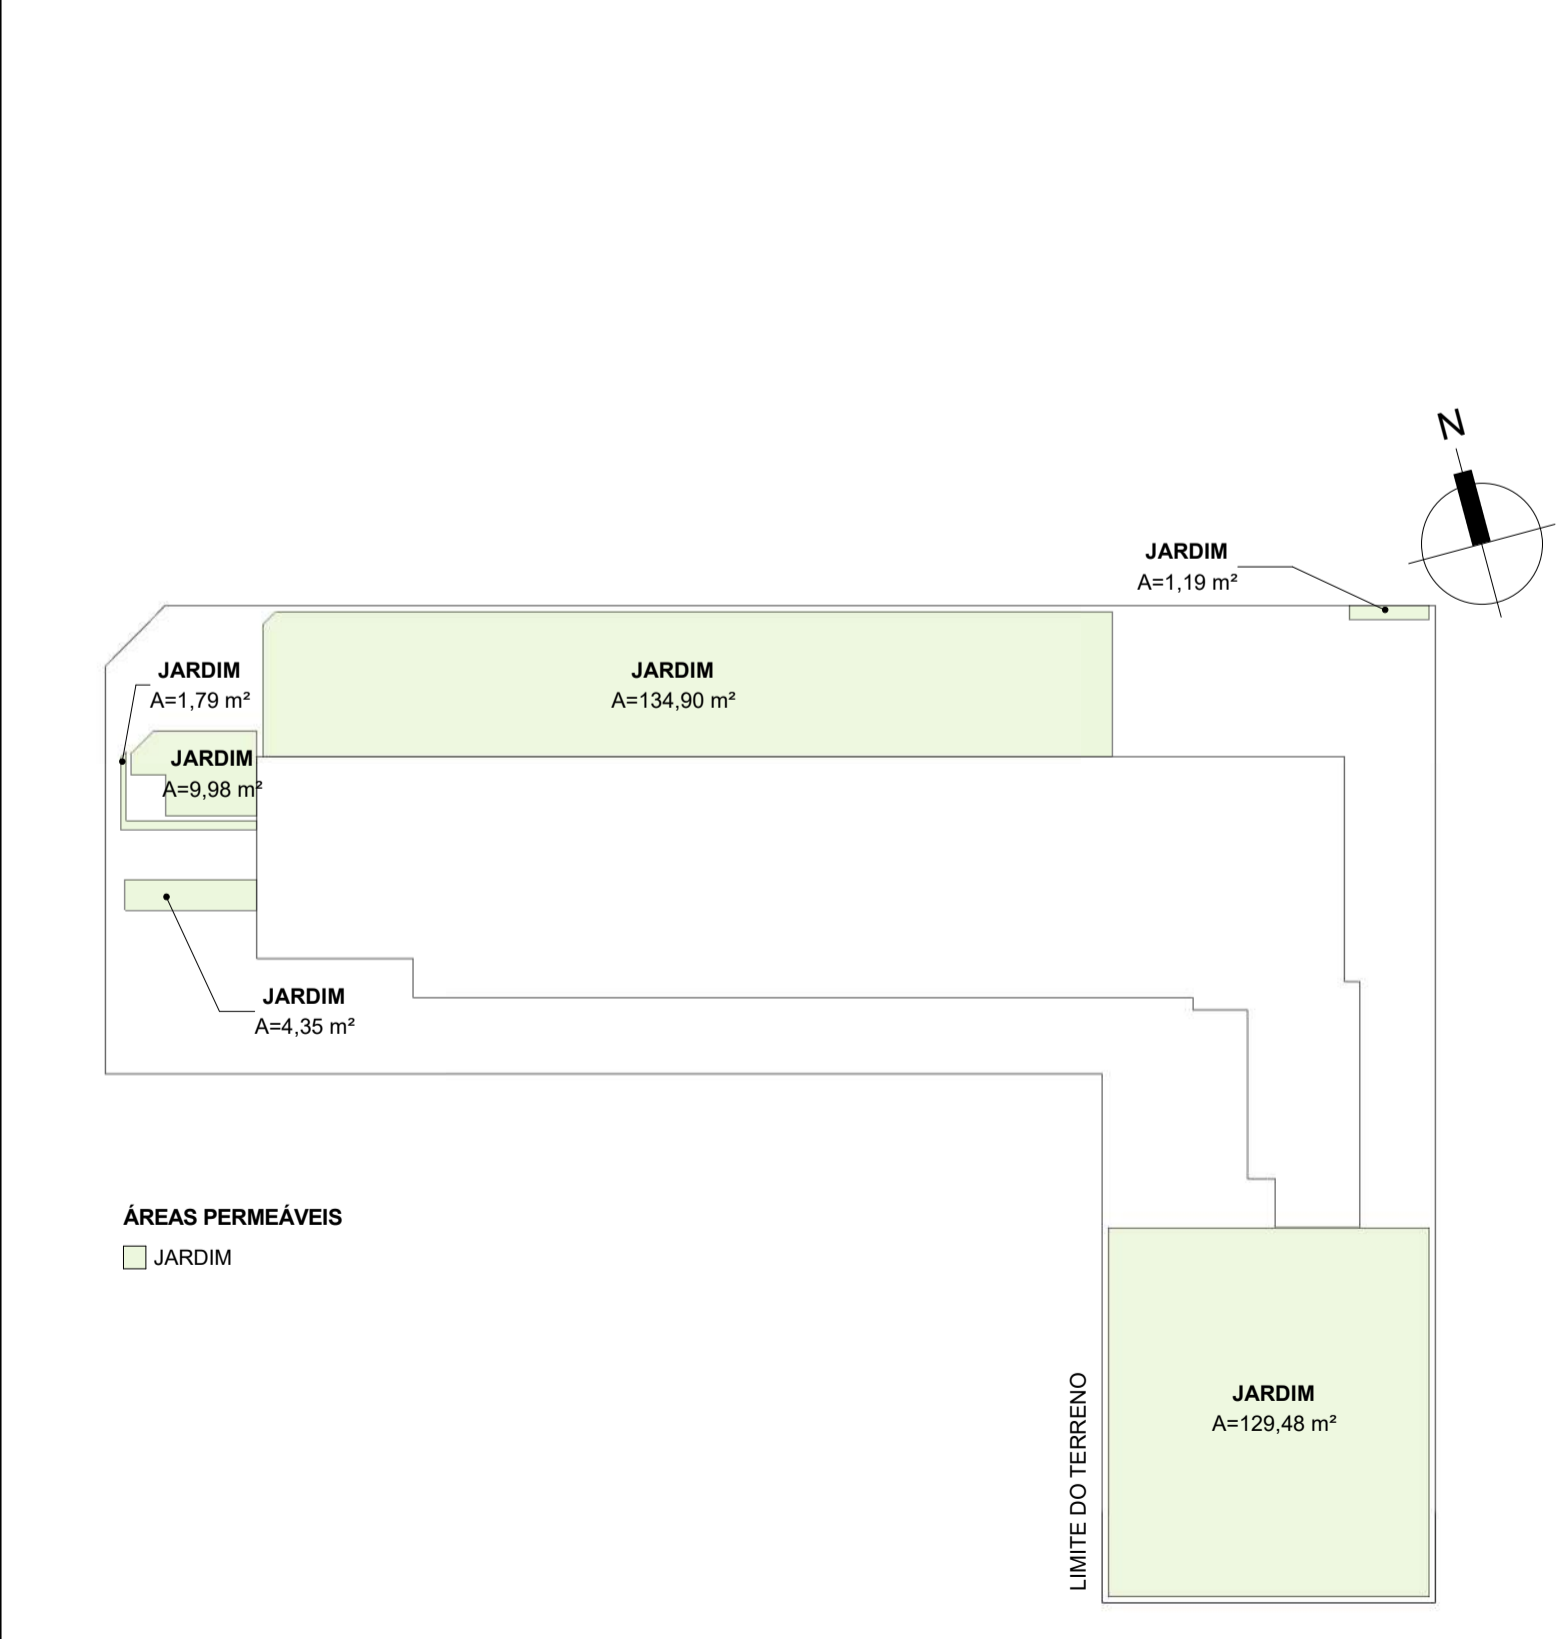 N
JARDIM
A=1,19 m²
JARDIM
A=1,79 m²
JARDIM
A=134,90 m²
JARDIM
A=9,98 m²
JARDIM
A=4,35 m²
ÁREAS PERMEÁVEIS
JARDIM
LIMITE DO TERRENO
JARDIM
A=129,48 m²